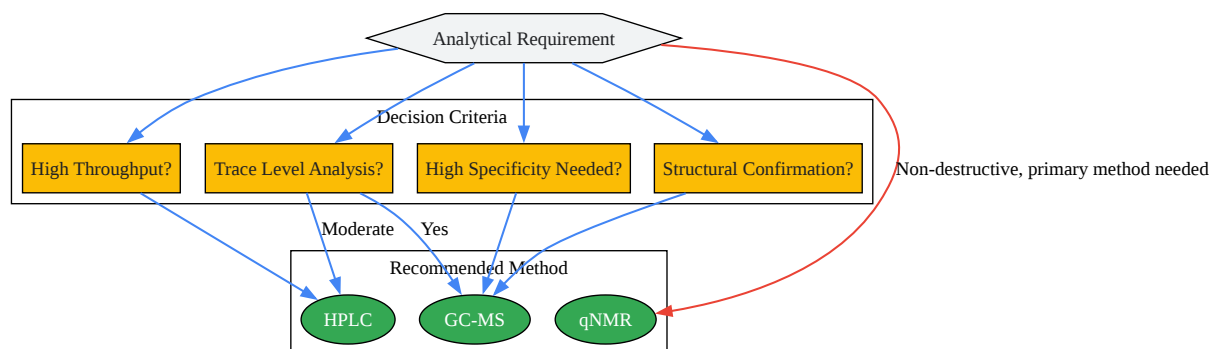 Analytical Requirement
Decision Criteria
High Throughput?
Trace Level Analysis?
High Specificity Needed?
Structural Confirmation?
Non-destructive, primary method needed
Moderate
Yes
Recommended Method
HPLC
GC-MS
qNMR